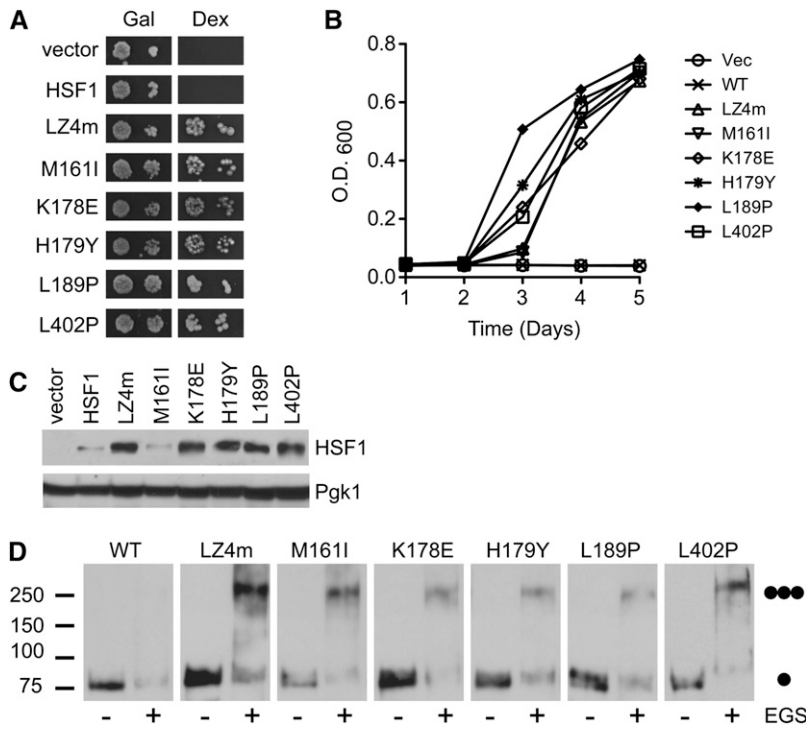 A
Gal Dex
vector
HSF1
LZ4m
M161I
K178E
H179Y
L189P
L402P
B
O.D. 600
0.8
0.6
0.4
0.2
0.0
1 2 3 4 5
Time (Days)
Vec
WT
LZ4m
M161I
K178E
H179Y
L189P
L402P
C
vector HSF1 LZ4m M161I K178E H179Y L189P L402P
HSF1
Pgk1
D
WT LZ4m M161I K178E H179Y L189P L402P
250
150
100
75
- + - + - + - + - + - + - + EGS